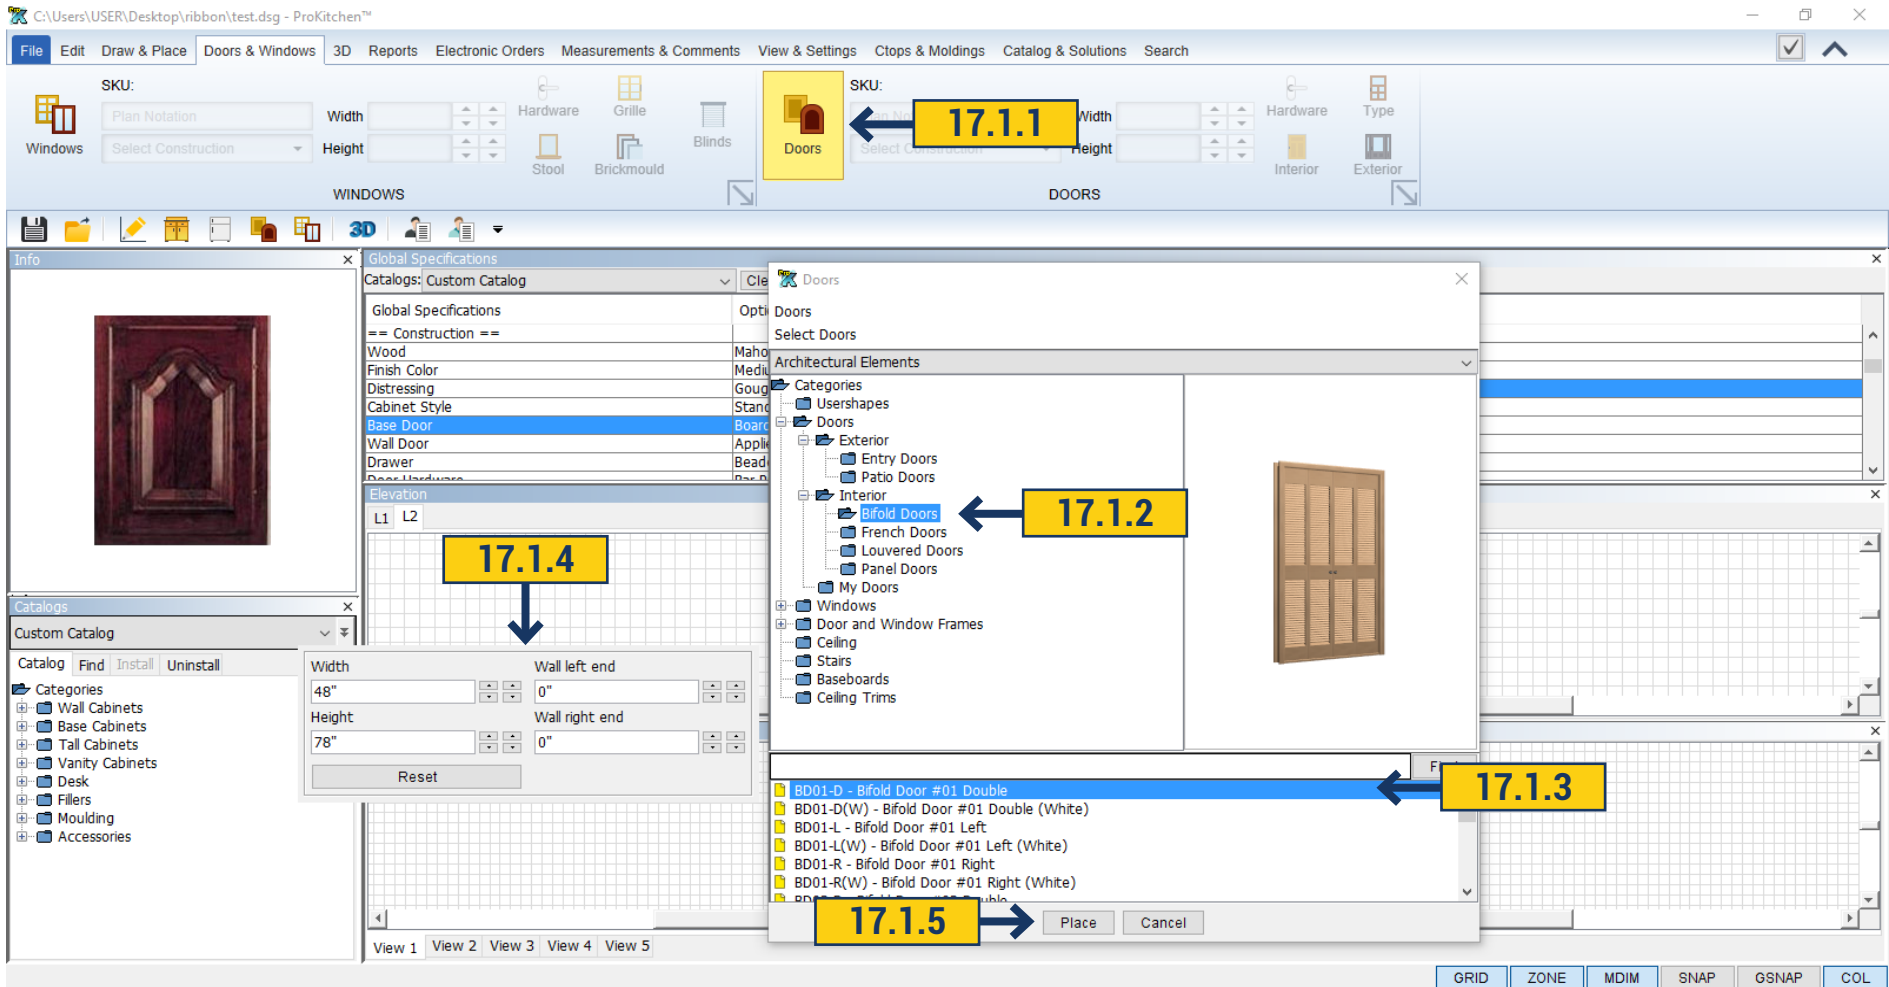 C:\Users\USER\Desktop\ribbon\test.dsg - ProKitchen™
File Edit Draw & Place Doors & Windows 3D Reports Electronic Orders Measurements & Comments View & Settings Ctops & Moldings Catalog & Solutions Search
SKU:
Plan Notation
Width
Hardware
Grille
Windows
Select Construction
Height
Stool
Brickmould
Blinds
WINDOWS
Doors
SKU:
17.1.1
Width
Height
Hardware
Type
Interior
Exterior
DOORS
3D
Info
Global Specifications
Catalogs: Custom Catalog
Global Specifications
== Construction ==
Wood
Finish Color
Distressing
Cabinet Style
Base Door
Wall Door
Drawer
Elevation
L1 L2
17.1.4
Catalogs
Custom Catalog
Catalog Find Install Uninstall
Categories
Wall Cabinets
Base Cabinets
Tall Cabinets
Vanity Cabinets
Desk
Fillers
Moulding
Accessories
Width
48"
Height
78"
Reset
Wall left end
0"
Wall right end
0"
Doors
Doors
Select Doors
Architectural Elements
Categories
Usershapes
Doors
Exterior
Entry Doors
Patio Doors
Interior
Bifold Doors
17.1.2
French Doors
Louvered Doors
Panel Doors
My Doors
Windows
Door and Window Frames
Ceiling
Stairs
Baseboards
Ceiling Trims
17.1.3
BD01-D - Bifold Door #01 Double
BD01-D(W) - Bifold Door #01 Double (White)
BD01-L - Bifold Door #01 Left
BD01-L(W) - Bifold Door #01 Left (White)
BD01-R - Bifold Door #01 Right
BD01-R(W) - Bifold Door #01 Right (White)
17.1.5
Place Cancel
View 1 View 2 View 3 View 4 View 5
GRID ZONE MDIM SNAP GSNAP COL